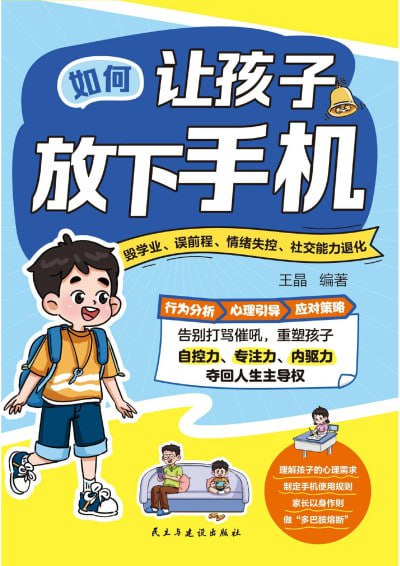 如何
让孩子
放下手机
毁学业、误前程、情绪失控、社交能力退化
王晶 编著
行为分析 心理引导 应对策略
告别打骂催吼，重塑孩子
自控力、专注力、内驱力
夺回人生主导权
理解孩子的心理需求
制定手机使用规则
家长以身作则
做“多巴胺熔断”
民主与建设出版社